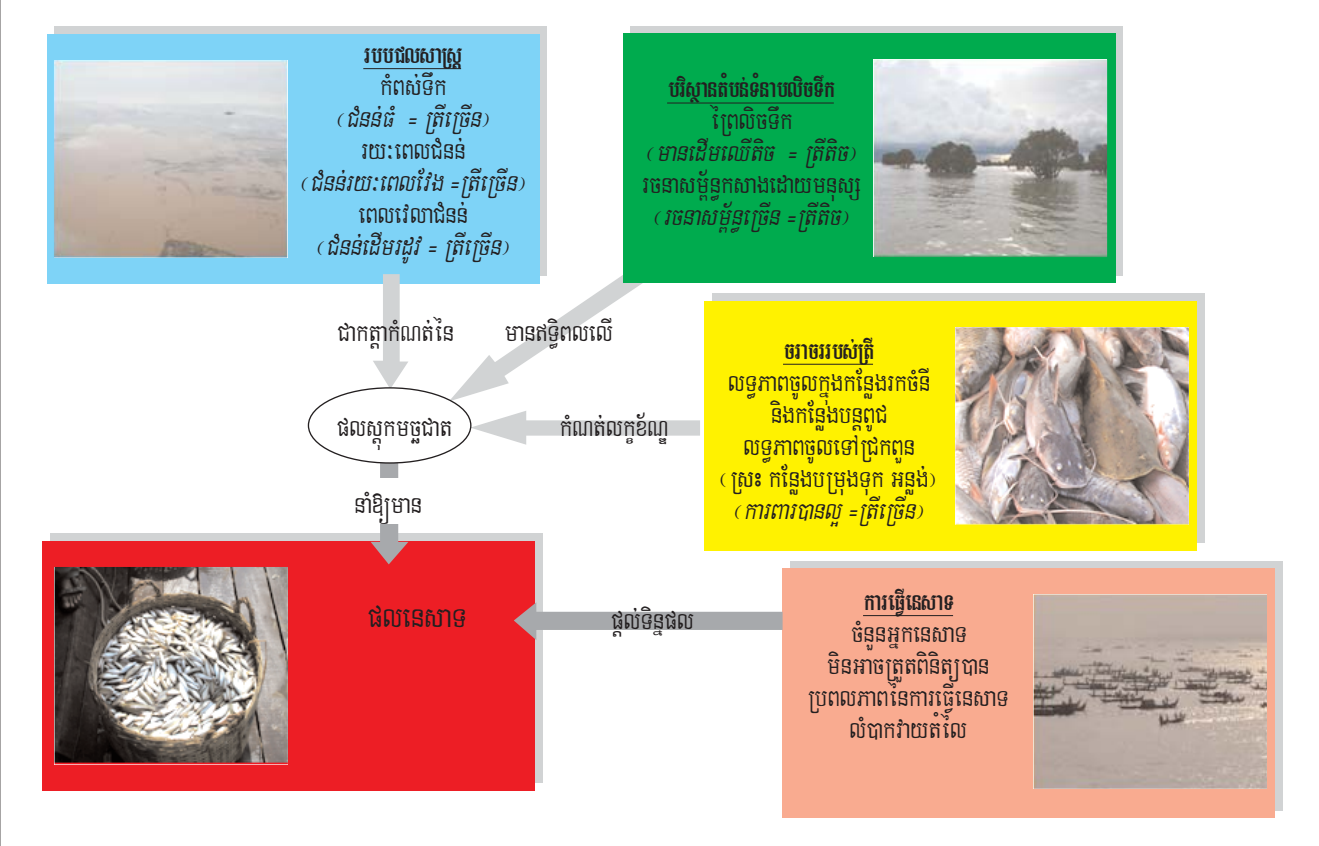 របបជលសាស្ត្រ
កំពស់ទឹក
(ជំនន់ធំ = ត្រីច្រើន)
រយៈពេលជំនន់
(ជំនន់រយៈពេលវែង =ត្រីច្រើន)
ពេលវេលាជំនន់
(ជំនន់ដើមរដូវ = ត្រីច្រើន)
បរិស្ថានតំបន់ទំនាបលិចទឹក
ព្រៃលិចទឹក
(មានដើមឈើតិច = ត្រីតិច)
រចនាសម្ព័ន្ធកសាងដោយមនុស្ស
(រចនាសម្ព័ន្ធច្រើន =ត្រីតិច)
ជាកត្តាកំណត់នៃ
មានឥទ្ធិពលលើ
ចរាចររបស់ត្រី
លទ្ធភាពចូលក្នុងកន្លែងរកចំនី
និងកន្លែងបន្តពូជ
លទ្ធភាពចូលទៅជ្រកពួន
(ស្រះ កន្លែងបម្រុងទុក អន្លង់)
(ការពារបានល្អ =ត្រីច្រើន)
ផលស្តុកមច្ឆជាត
កំណត់លក្ខខ័ណ្ឌ
នាំឱ្យមាន
ផលនេសាទ
ផ្តល់ទិន្នផល
ការធ្វើនេសាទ
ចំនួនអ្នកនេសាទ
មិនអាចត្រួតពិនិត្យបាន
ប្រពលភាពនៃការធ្វើនេសាទ
លំបាកវាយតំលៃ